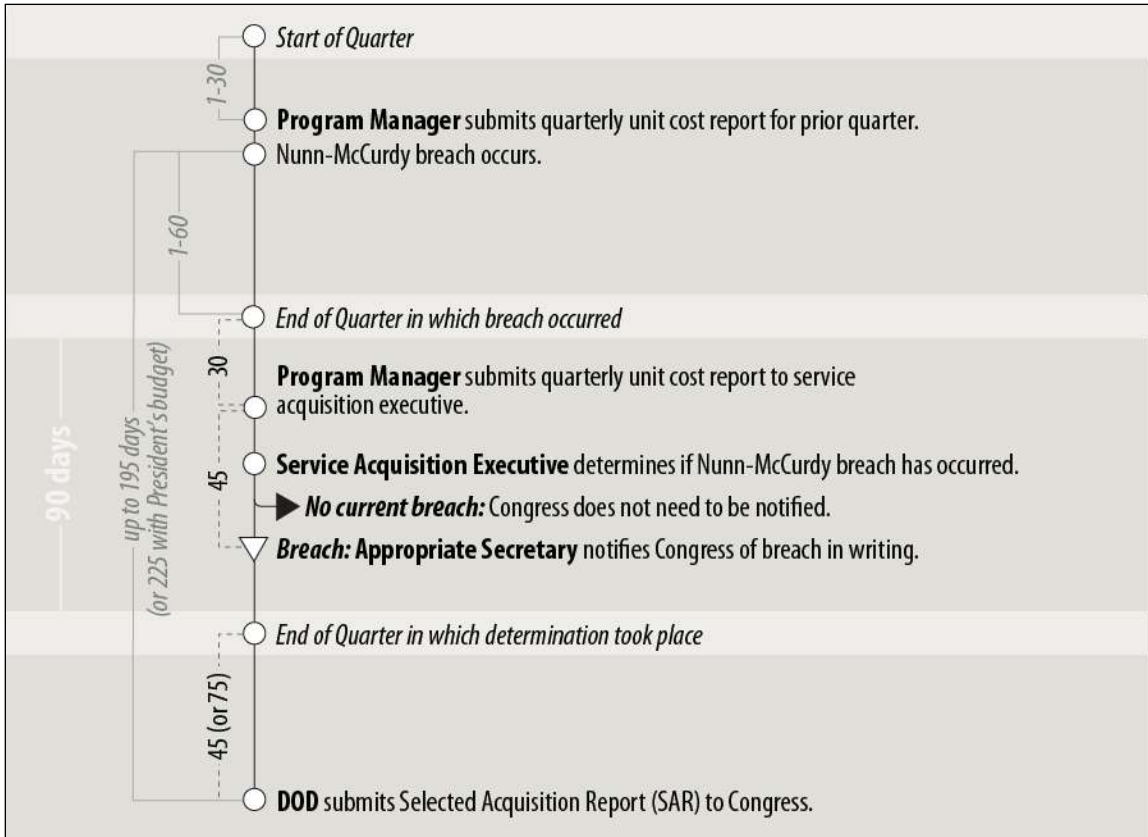 Start of Quarter
1-30
Program Manager submits quarterly unit cost report for prior quarter.
Nunn-McCurdy breach occurs.
1-60
End of Quarter in which breach occurred
30
Program Manager submits quarterly unit cost report to service
acquisition executive.
90 days
up to 195 days
(or 225 with President's budget)
45
Service Acquisition Executive determines if Nunn-McCurdy breach has occurred.
No current breach: Congress does not need to be notified.
Breach: Appropriate Secretary notifies Congress of breach in writing.
End of Quarter in which determination took place
45 (or 75)
DOD submits Selected Acquisition Report (SAR) to Congress.